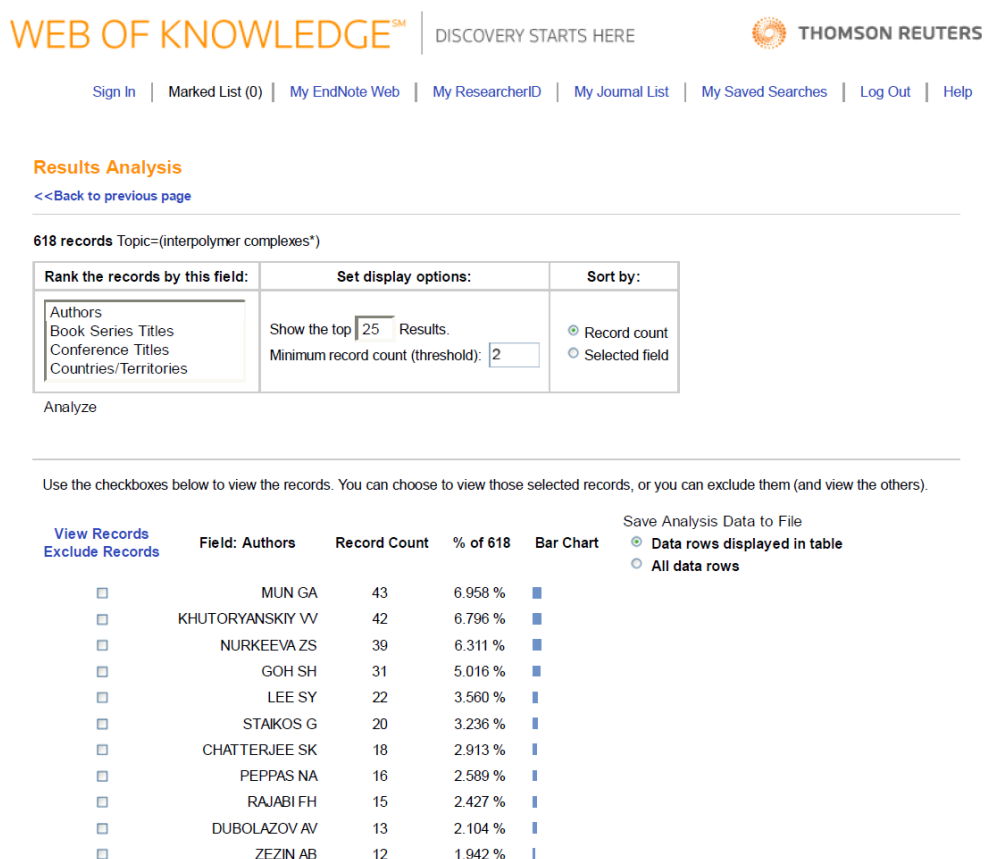 WEB OF KNOWLEDGE℠ DISCOVERY STARTS HERE THOMSON REUTERS
Sign In | Marked List (0) | My EndNote Web | My ResearcherID | My Journal List | My Saved Searches | Log Out | Help
Results Analysis
<<Back to previous page
618 records Topic=(interpolymer complexes*)
Rank the records by this field: Set display options: Sort by:
Authors
Book Series Titles
Conference Titles
Countries/Territories
Show the top 25 Results.
Minimum record count (threshold): 2
Record count
Selected field
Analyze
Use the checkboxes below to view the records. You can choose to view those selected records, or you can exclude them (and view the others).
View Records
Exclude Records
Field: Authors Record Count % of 618 Bar Chart
Save Analysis Data to File
Data rows displayed in table
All data rows
MUN GA 43 6.958 %
KHUTORYANSKIY VV 42 6.796 %
NURKEEVA ZS 39 6.311 %
GOH SH 31 5.016 %
LEE SY 22 3.560 %
STAIKOS G 20 3.236 %
CHATTERJEE SK 18 2.913 %
PEPPAS NA 16 2.589 %
RAJABI FH 15 2.427 %
DUBOLAZOV AV 13 2.104 %
ZEZIN AB 12 1.942 %